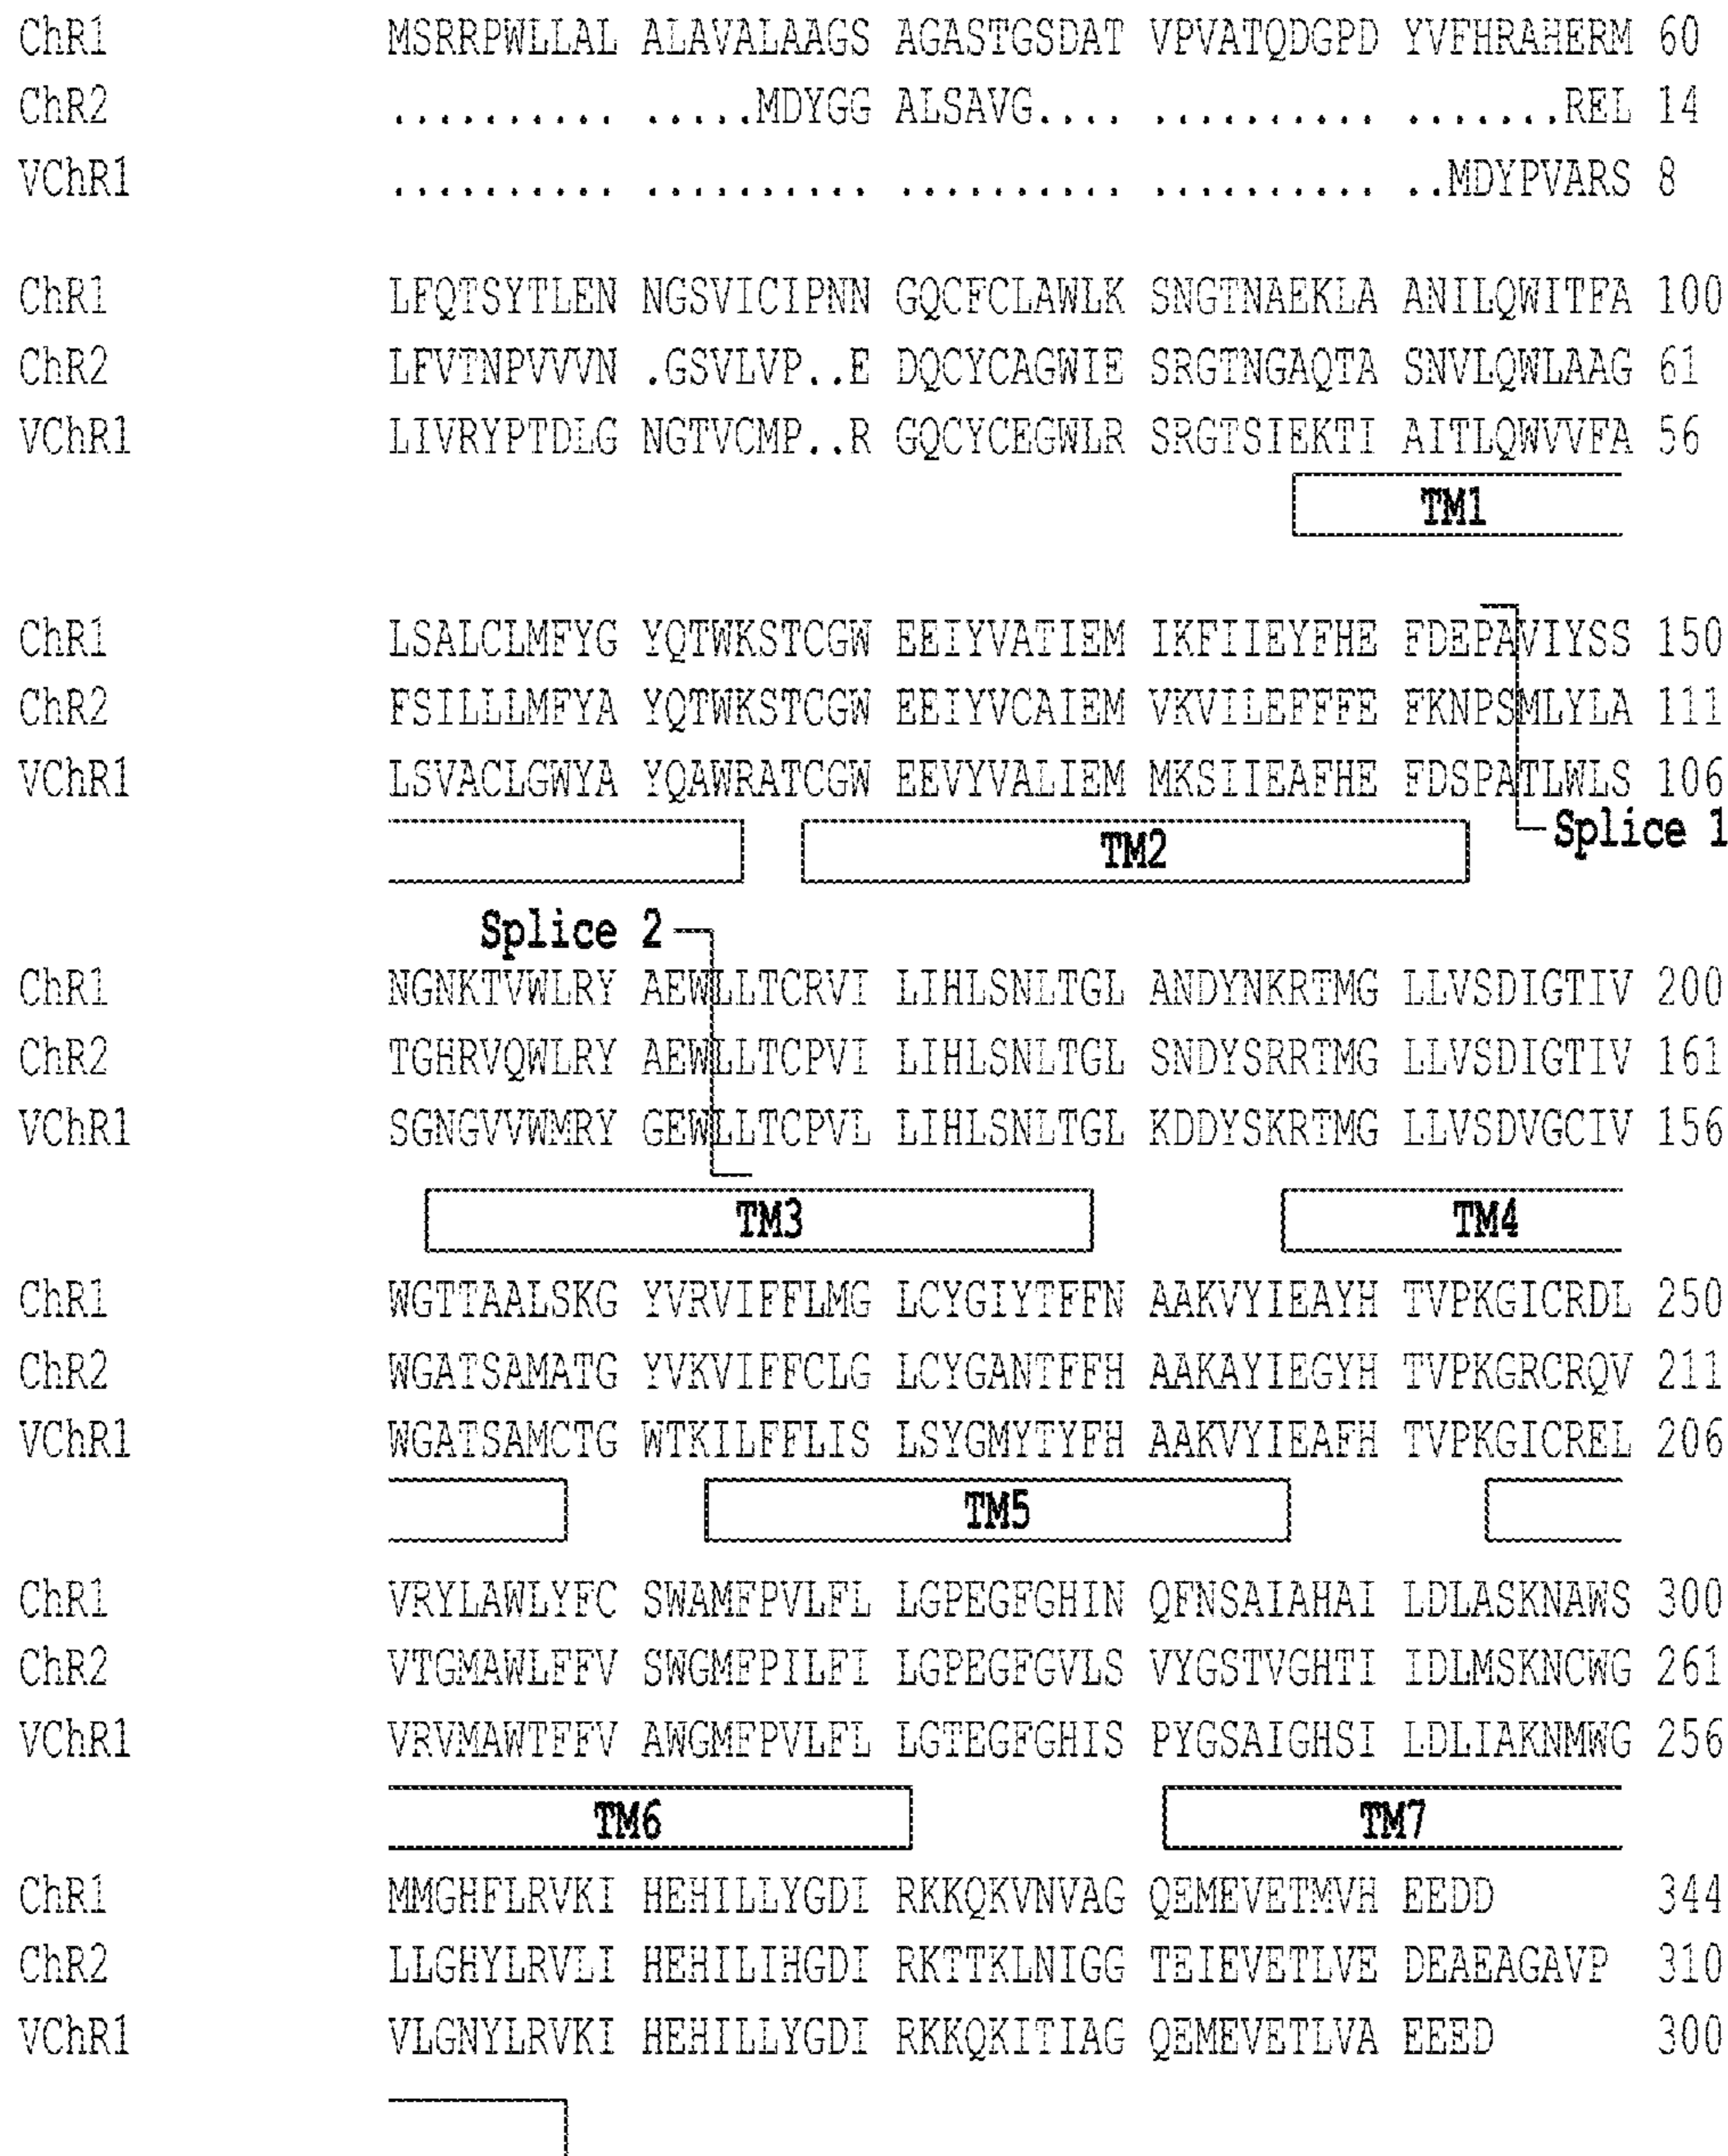 ChR1 MSRRPWLLAL ALAVALAAGS AGASTGSDAT VPVATQDGPD YVFHRAHERM 60
ChR2 .......... .....MDYGG ALSAVG.... .......... .......REL 14
VChR1 .......... .......... .......... .......... ..MDYPVARS 8
ChR1 LFQTSYTLEN NGSVICIPNN GQCFCLAWLK SNGTNAEKLA ANILQWITFA 100
ChR2 LFVTNPVVVN .GSVLVP..E DQCYCAGWIE SRGTNGAQTA SNVLQWLAAG 61
VChR1 LIVRYPTDLG NGTVCMP..R GQCYCEGWLR SRGTSIEKTI AITLQWVVFA 56
TM1
ChR1 LSALCLMFYG YQTWKSTCGW EEIYVATIEM IKFIIEYFHE FDEPAVIYSS 150
ChR2 FSILLLMFYA YQTWKSTCGW EEIYVCAIEM VKVILEFFFE FKNPSMLYLA 111
VChR1 LSVACLGWYA YQAWRATCGW EEVYVALIEM MKSIIEAFHE FDSPATLWLS 106
Splice 1
TM2
Splice 2
ChR1 NGNKTVWLRY AEWLLTCRVI LIHLSNLTGL ANDYNKRTMG LLVSDIGTIV 200
ChR2 TGHRVQWLRY AEWLLTCPVI LIHLSNLTGL SNDYSRRTMG LLVSDIGTIV 161
VChR1 SGNGVVWMRY GEWLLTCPVL LIHLSNLTGL KDDYSKRTMG LLVSDVGCIV 156
TM3 TM4
ChR1 WGTTAALSKG YVRVIFFLMG LCYGIYTFFN AAKVYIEAYH TVPKGICRDL 250
ChR2 WGATSAMATG YVKVIFFCLG LCYGANTFFH AAKAYIEGYH TVPKGRCRQV 211
VChR1 WGATSAMCTG WTKILFFLIS LSYGMYTYFH AAKVYIEAFH TVPKGICREL 206
TM5
ChR1 VRYLAWLYFC SWAMFPVLFL LGPEGFGHIN QFNSAIAHAI LDLASKNAWS 300
ChR2 VTGMAWLFFV SWGMFPILFI LGPEGFGVLS VYGSTVGHTI IDLMSKNCWG 261
VChR1 VRVMAWTFFV AWGMFPVLFL LGTEGFGHIS PYGSAIGHSI LDLIAKNMWG 256
TM6 TM7
ChR1 MMGHFLRVKI HEHILLYGDI RKKQKVNVAG QEMEVETMVH EEDD 344
ChR2 LLGHYLRVLI HEHILIHGDI RKTTKLNIGG TEIEVETLVE DEAEAGAVP 310
VChR1 VLGNYLRVKI HEHILLYGDI RKKQKITIAG QEMEVETLVA EEED 300